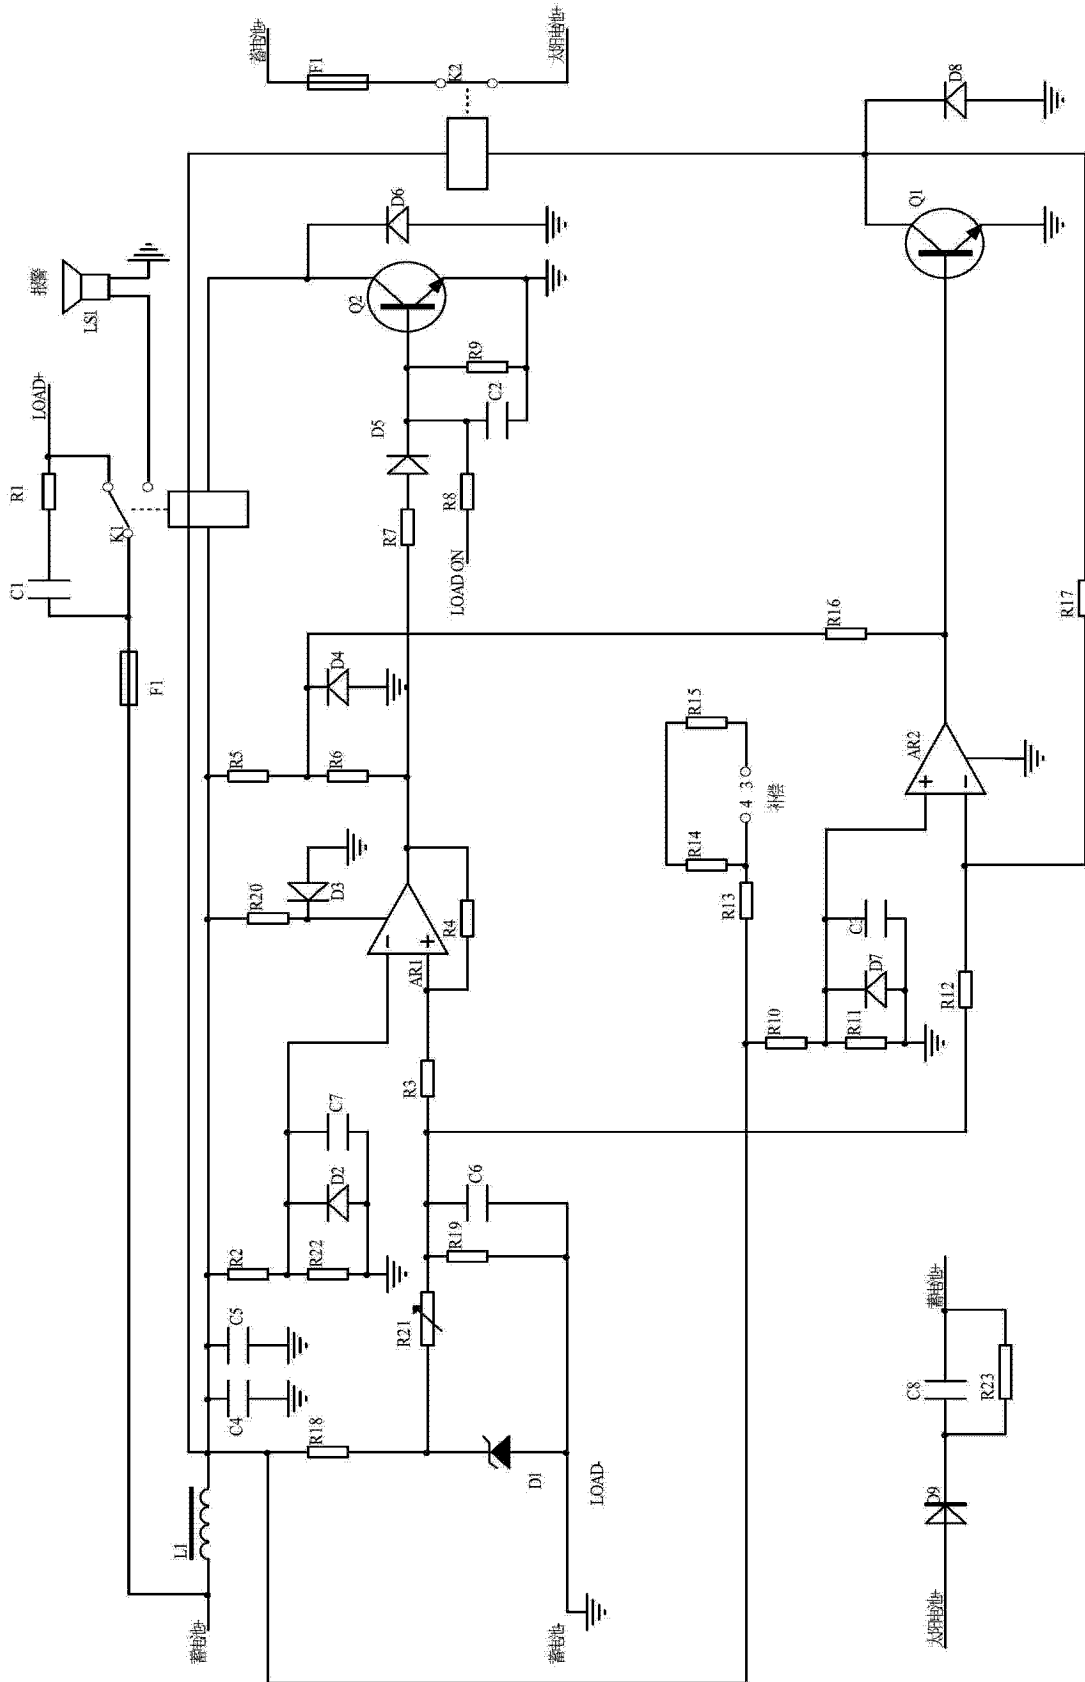 蓄电池+
F1
K2
太阳电池+
D8
Q1
D6
Q2
报警
LS1
LOAD+
R1
C1
K1
F1
R9
C2
D5
R8
R7
LOAD ON
R16
R17
D4
R5
R6
R15
R14
4 3
补偿
R13
AR2
R20
D3
R4
AR1
C3
D7
R12
R10
R11
R3
C7
D2
R2
R22
C6
R19
C5
C4
R21
R18
D1
LOAD-
L1
蓄电池+
蓄电池-
蓄电池+
C8
R23
D9
太阳电池+